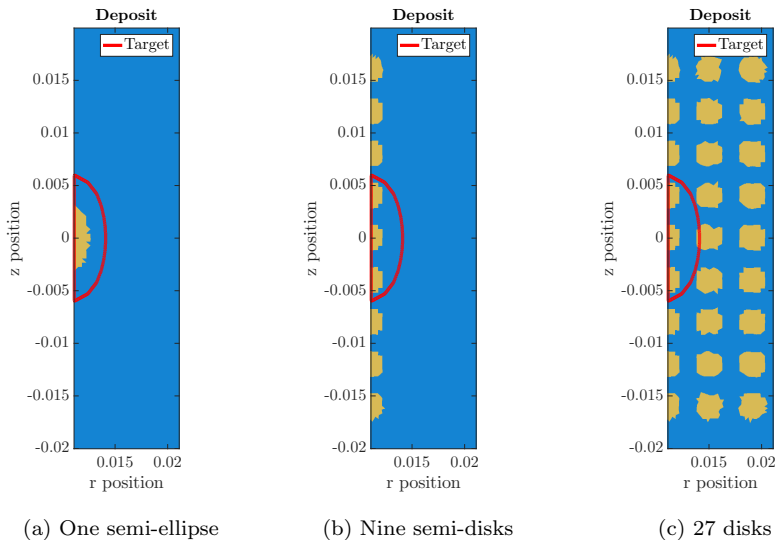 Deposit
Target
0.015
0.01
0.005
0
-0.005
-0.01
-0.015
-0.02
z position
0.015
0.02
r position
(a) One semi-ellipse
Deposit
Target
0.015
0.01
0.005
0
-0.005
-0.01
-0.015
-0.02
z position
0.015
0.02
r position
(b) Nine semi-disks
Deposit
Target
0.015
0.01
0.005
0
-0.005
-0.01
-0.015
-0.02
z position
0.015
0.02
r position
(c) 27 disks